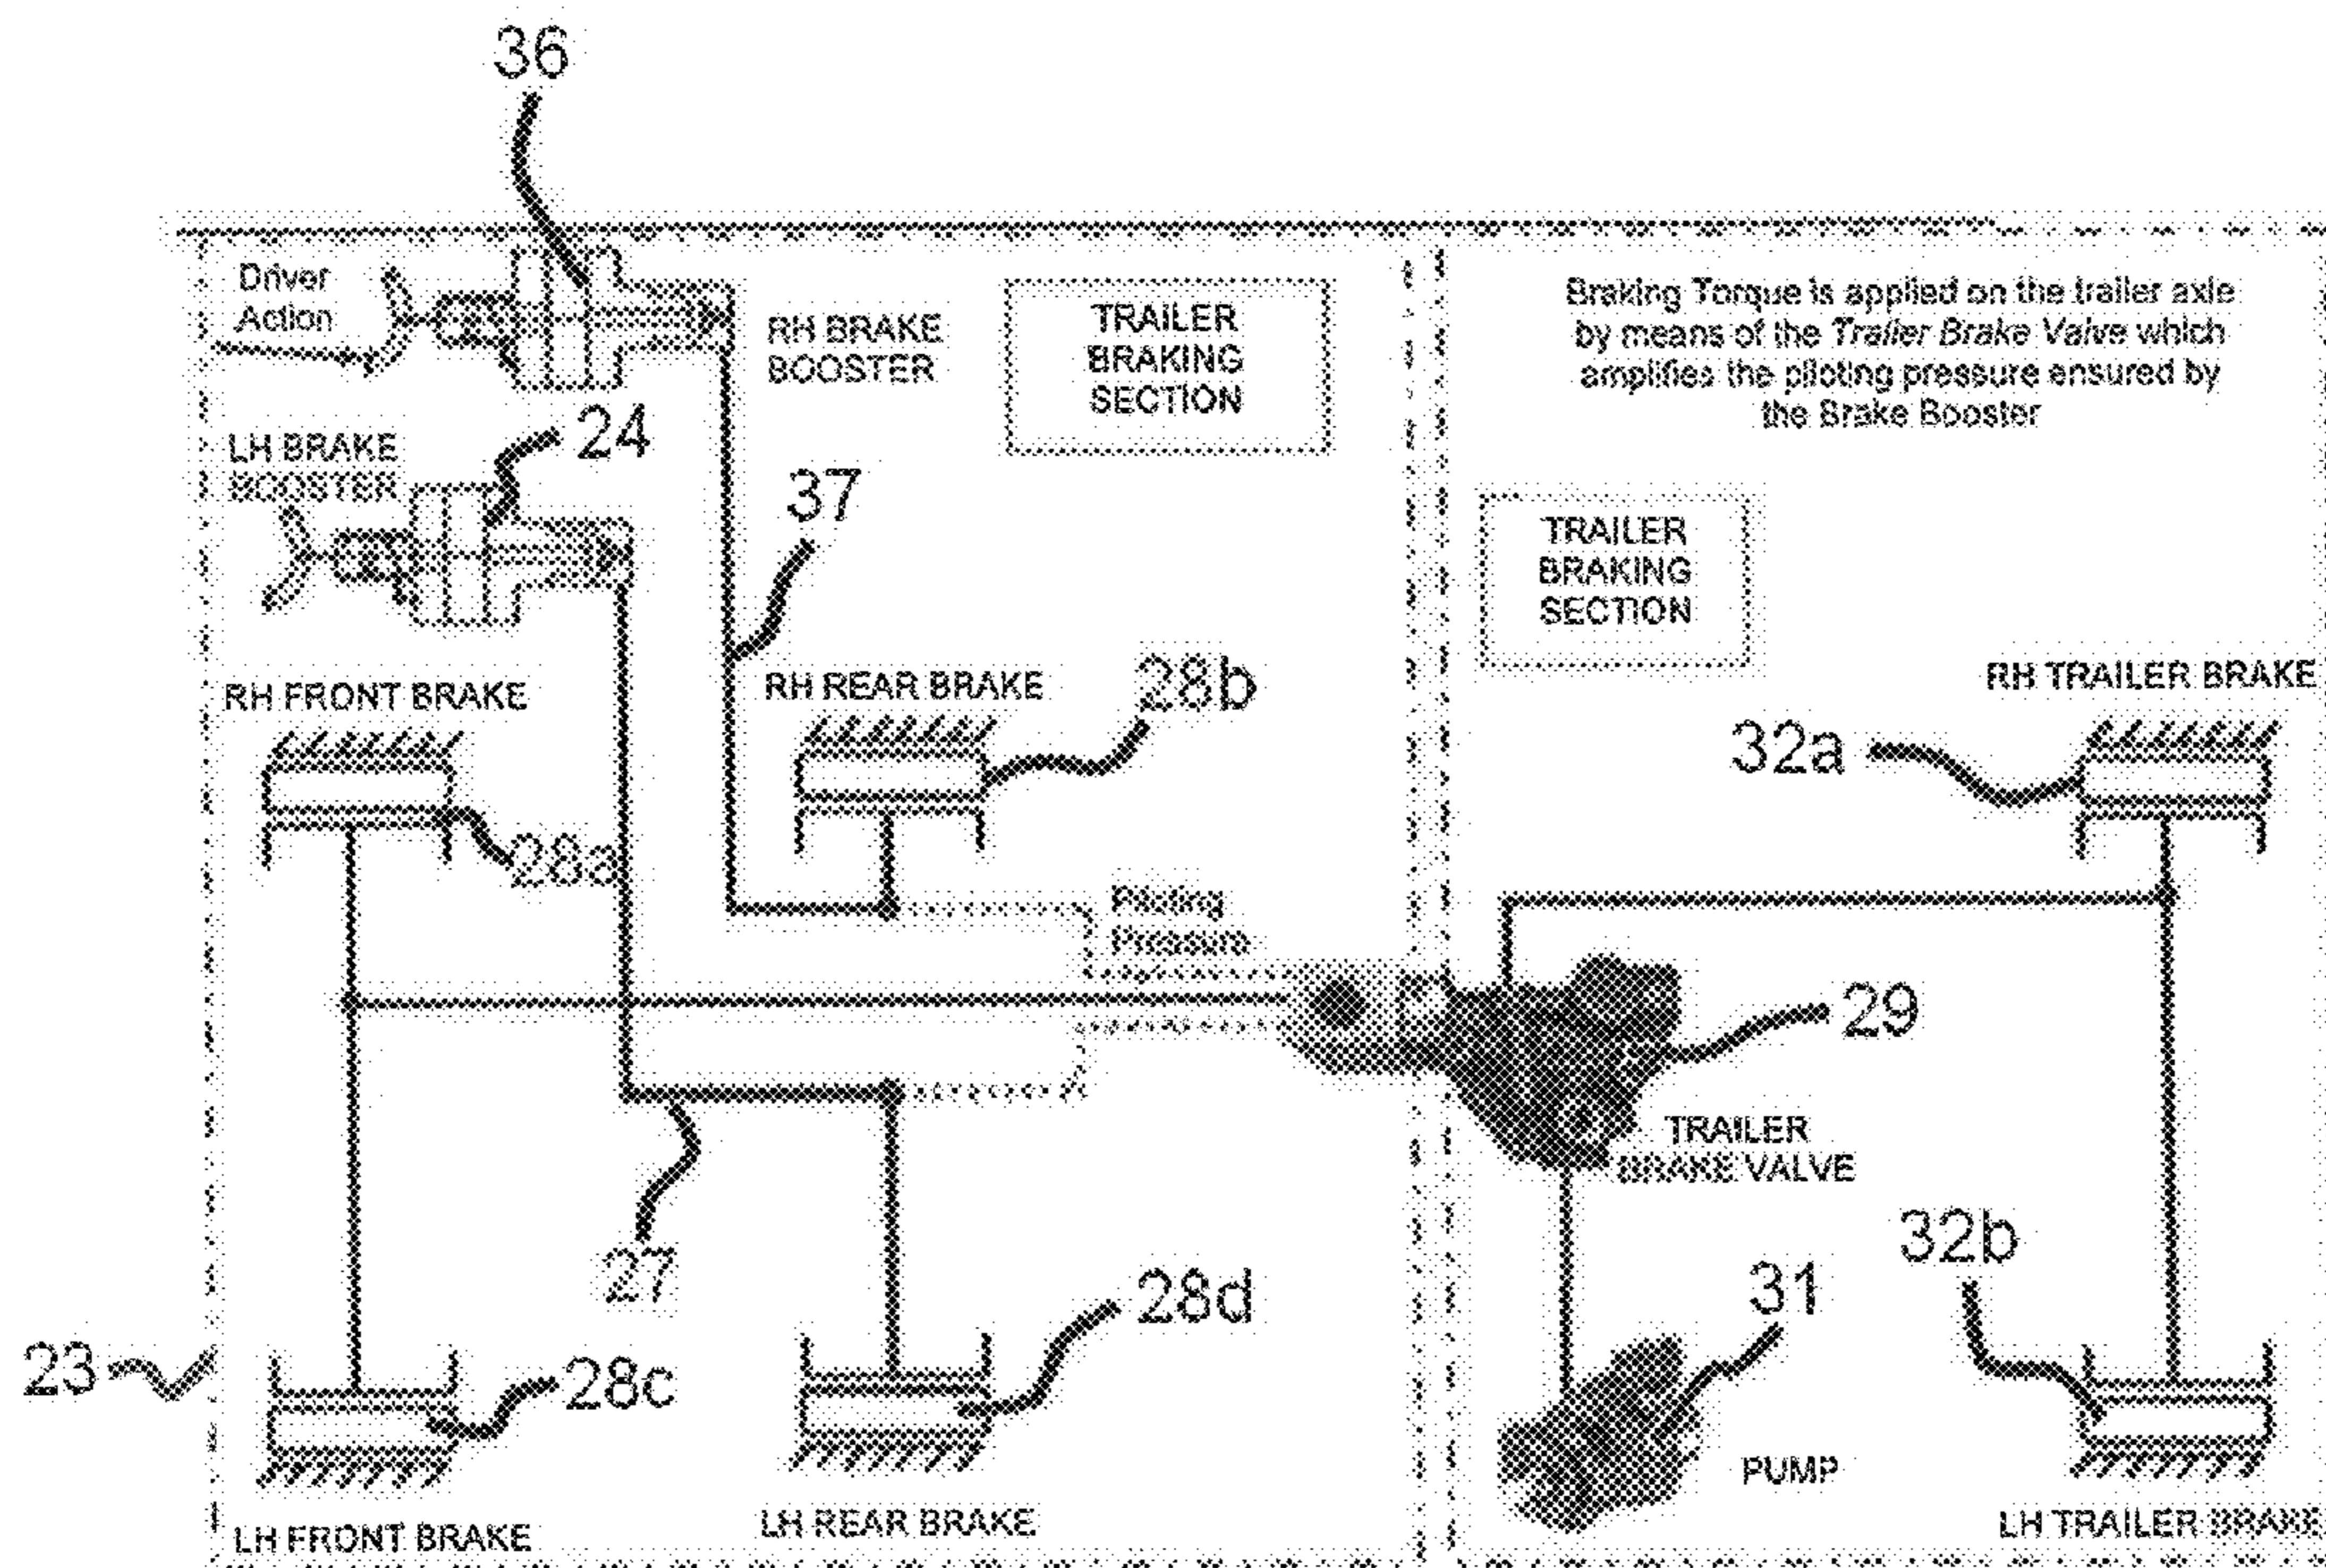 36
Driver
Action
RH BRAKE
BOOSTER
TRAILER
BRAKING
SECTION
Braking Torque is applied on the trailer axle
by means of the Trailer Brake Valve which
amplifies the piloting pressure ensured by
the Brake Booster
LH BRAKE
BOOSTER
24
37
TRAILER
BRAKING
SECTION
RH FRONT BRAKE
RH REAR BRAKE
28b
RH TRAILER BRAKE
32a
28a
Piloting
Pressure
29
TRAILER
BRAKE VALVE
27
32b
31
28d
23
28c
PUMP
LH FRONT BRAKE
LH REAR BRAKE
LH TRAILER BRAKE